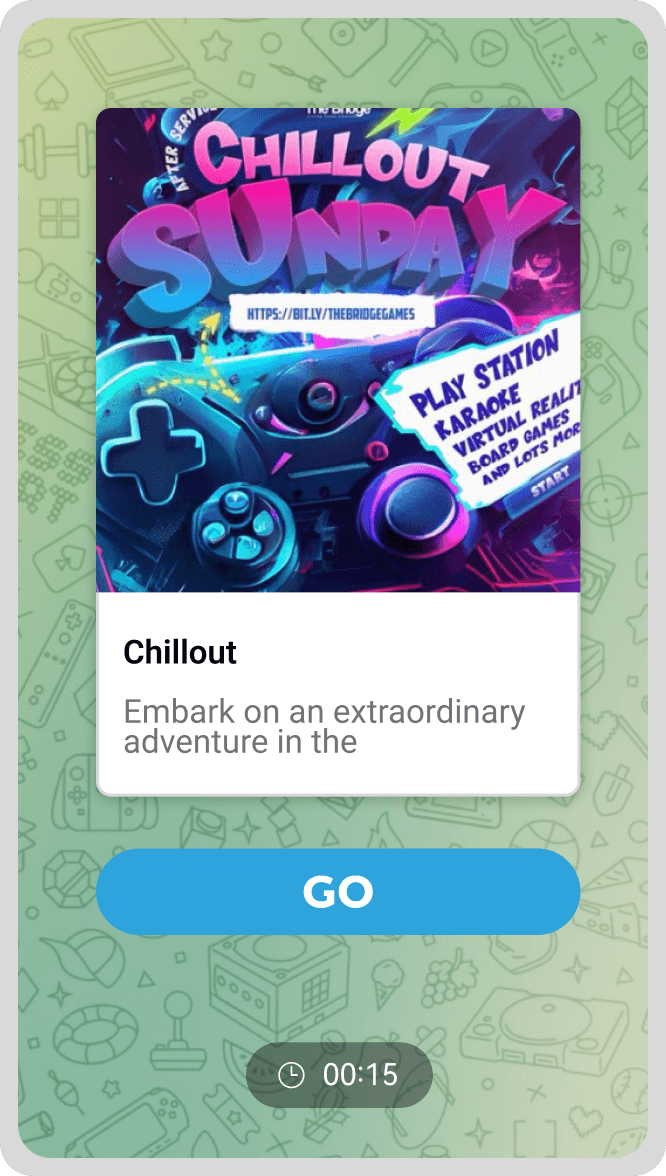 The Bridge
AFTER SERVICE
CHILLOUT
SUNDAY
HTTPS://BIT.LY/THEBRIDGEGAMES
PLAY STATION
KARAOKE
VIRTUAL REALIT
BOARD GAMES
AND LOTS MOR
START
Chillout
Embark on an extraordinary
adventure in the
GO
00:15